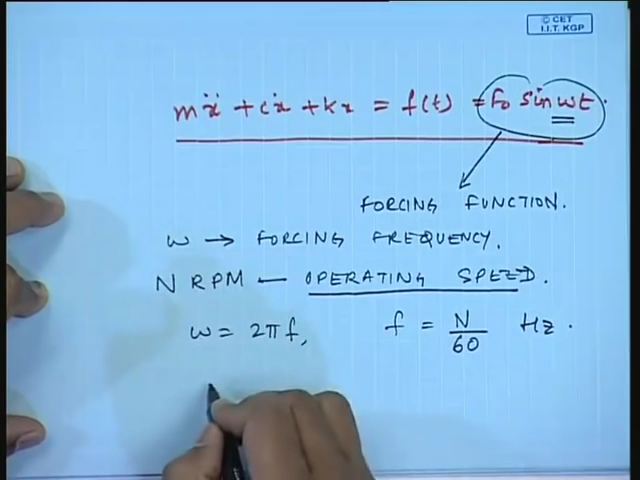 © CET
I.I.T. KGP
mẍ + cẋ + kx = f(t) = F₀ sin ωt.
FORCING FUNCTION.
ω → FORCING FREQUENCY.
N RPM — OPERATING SPEED.
ω = 2πf, f = N/60 Hz.